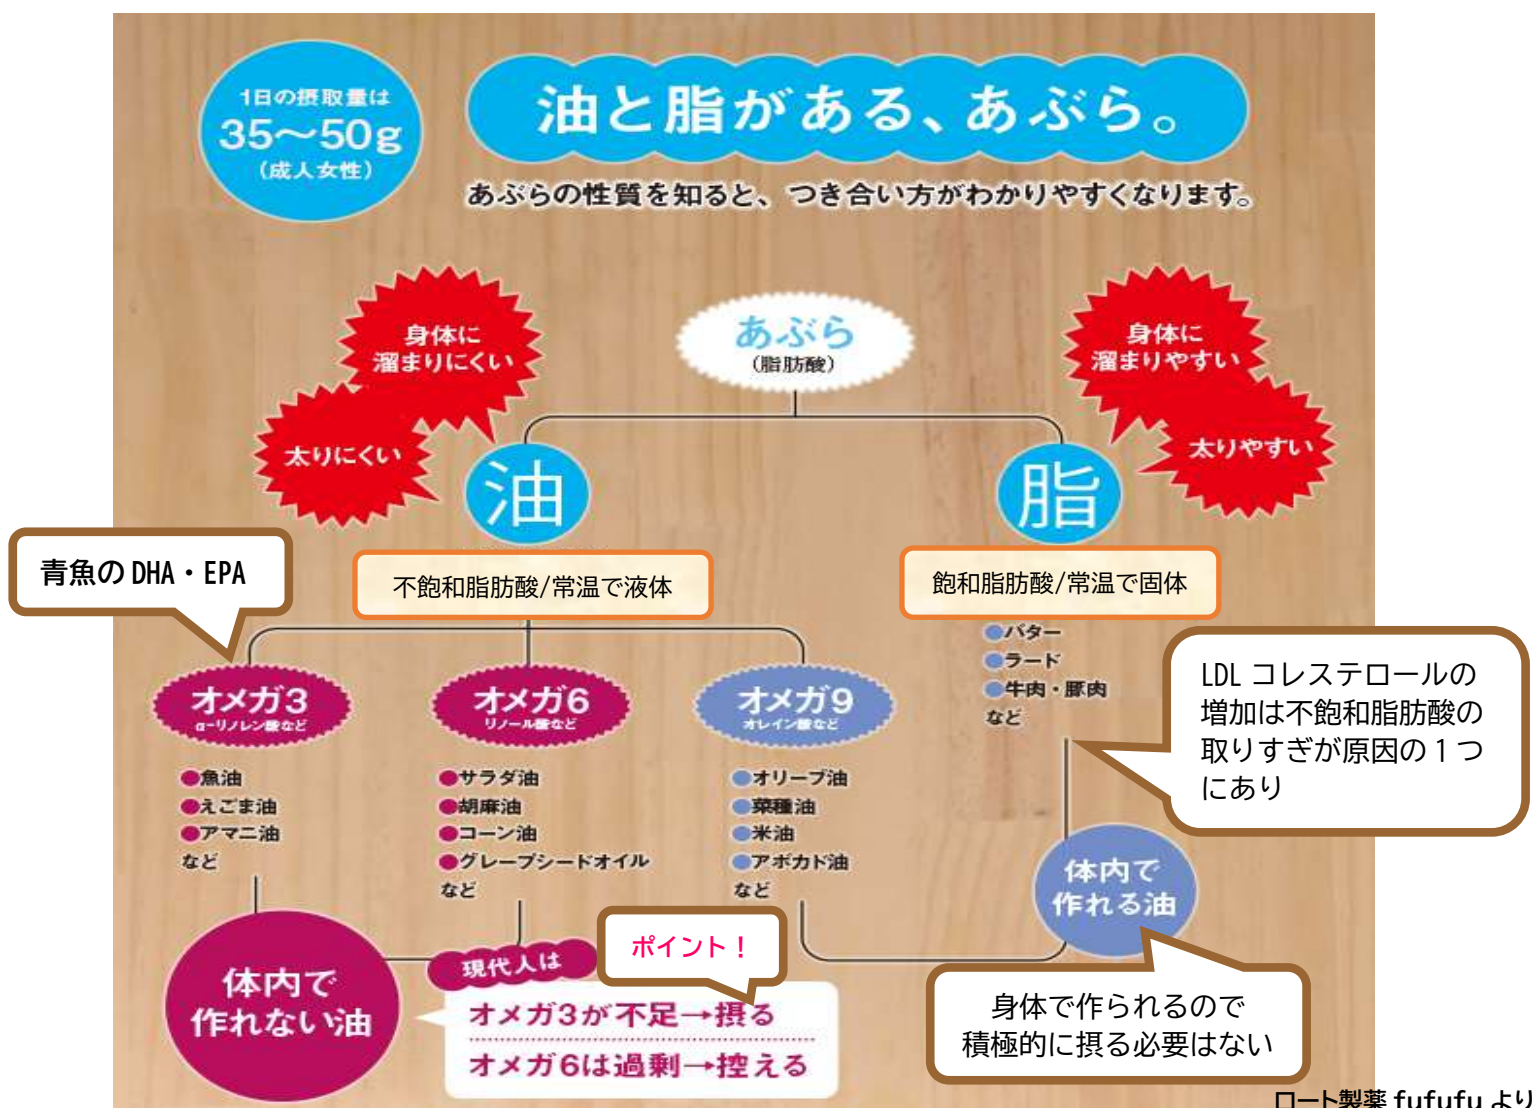 1日の摂取量は
35〜50g
(成人女性)
油と脂がある、あぶら。
あぶらの性質を知ると、つき合い方がわかりやすくなります。
身体に
溜まりにくい
太りにくい
あぶら
(脂肪酸)
身体に
溜まりやすい
太りやすい
油
脂
青魚の DHA・EPA
不飽和脂肪酸/常温で液体
飽和脂肪酸/常温で固体
●バター
●ラード
●牛肉・豚肉
など
LDL コレステロールの
増加は不飽和脂肪酸の
取りすぎが原因の1つ
にあり
オメガ3
α-リノレン酸など
●魚油
●えごま油
●アマニ油
など
オメガ6
リノール酸など
●サラダ油
●胡麻油
●コーン油
●グレープシードオイル
など
オメガ9
オレイン酸など
●オリーブ油
●菜種油
●米油
●アボカド油
など
体内で
作れる油
身体で作られるので
積極的に摂る必要はない
体内で
作れない油
ポイント！
現代人は
オメガ3が不足→摂る
オメガ6は過剰→控える
ロート製薬 fufufu より